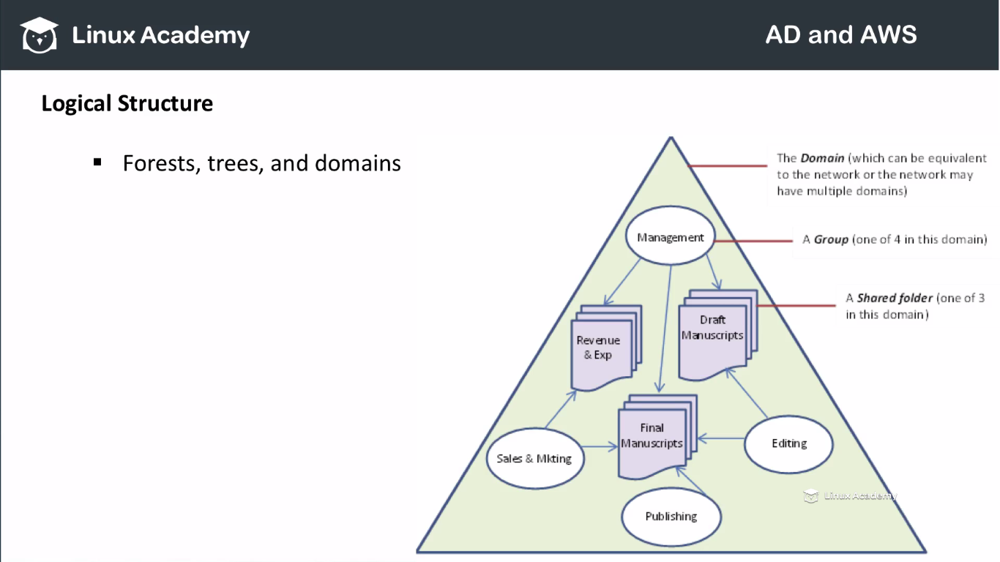 Linux Academy
AD and AWS
Logical Structure
▪ Forests, trees, and domains
The Domain (which can be equivalent
to the network or the network may
have multiple domains)
Management
A Group (one of 4 in this domain)
A Shared folder (one of 3
in this domain)
Draft
Manuscripts
Revenue
& Exp
Final
Manuscripts
Editing
Sales & Mkting
Linux Academy
Publishing